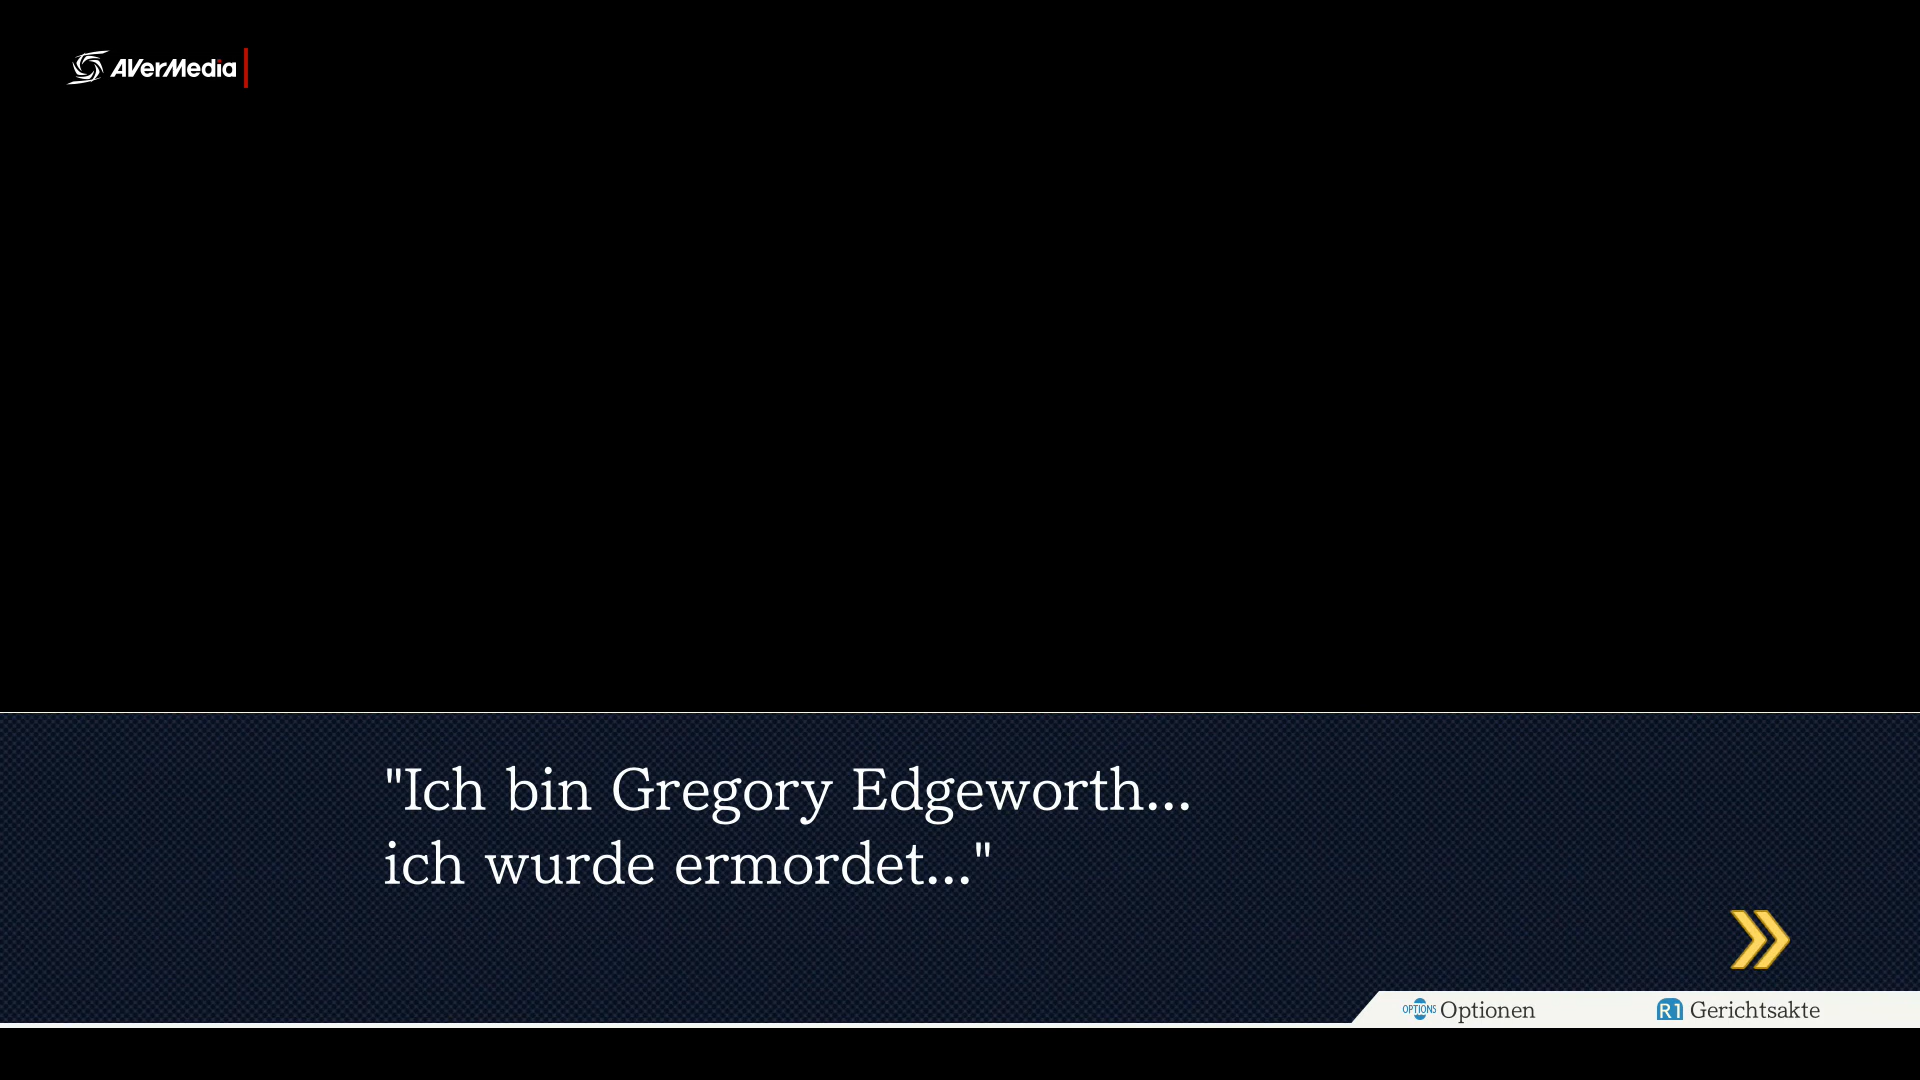 AVerMedia
"Ich bin Gregory Edgeworth...
ich wurde ermordet..."
OPTIONS Optionen
R1 Gerichtsakte